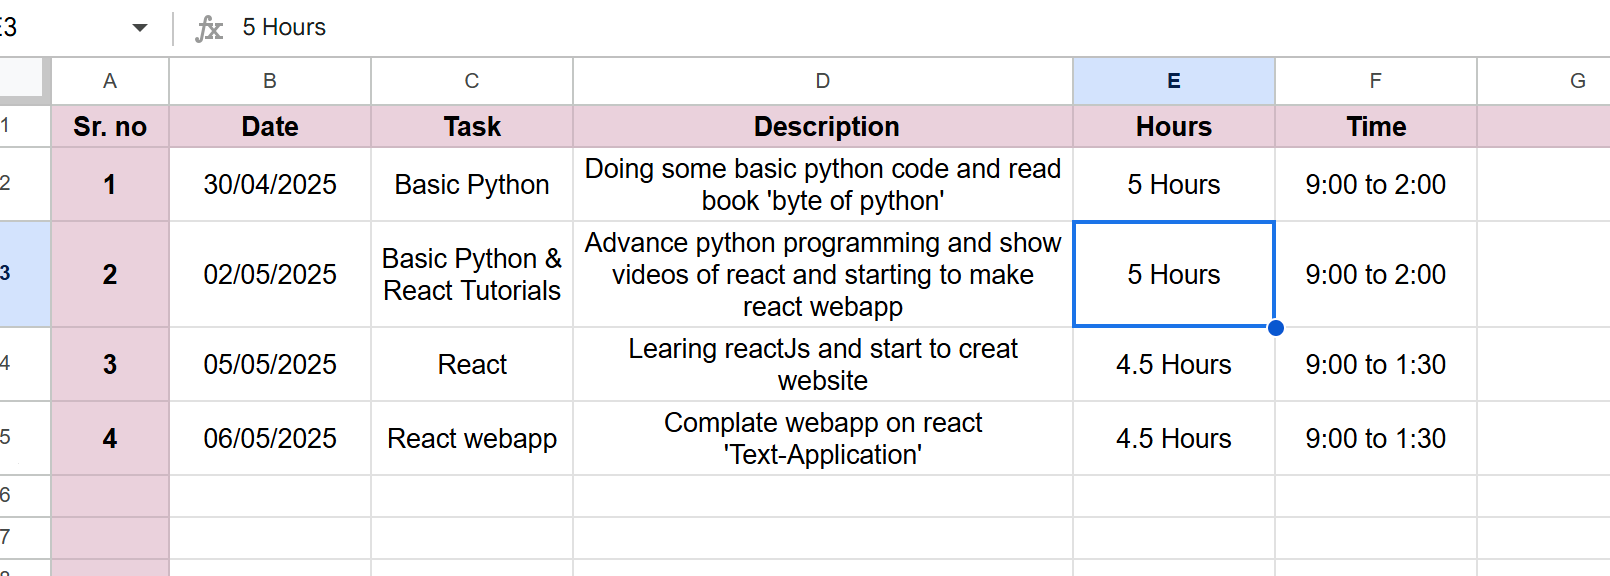 E3 fx 5 Hours
A B C D E F G
1 Sr. no Date Task Description Hours Time
2 1 30/04/2025 Basic Python Doing some basic python code and read
book 'byte of python' 5 Hours 9:00 to 2:00
3 2 02/05/2025 Basic Python &
React Tutorials Advance python programming and show
videos of react and starting to make
react webapp 5 Hours 9:00 to 2:00
4 3 05/05/2025 React Learing reactJs and start to creat
website 4.5 Hours 9:00 to 1:30
5 4 06/05/2025 React webapp Complate webapp on react
'Text-Application' 4.5 Hours 9:00 to 1:30
6
7